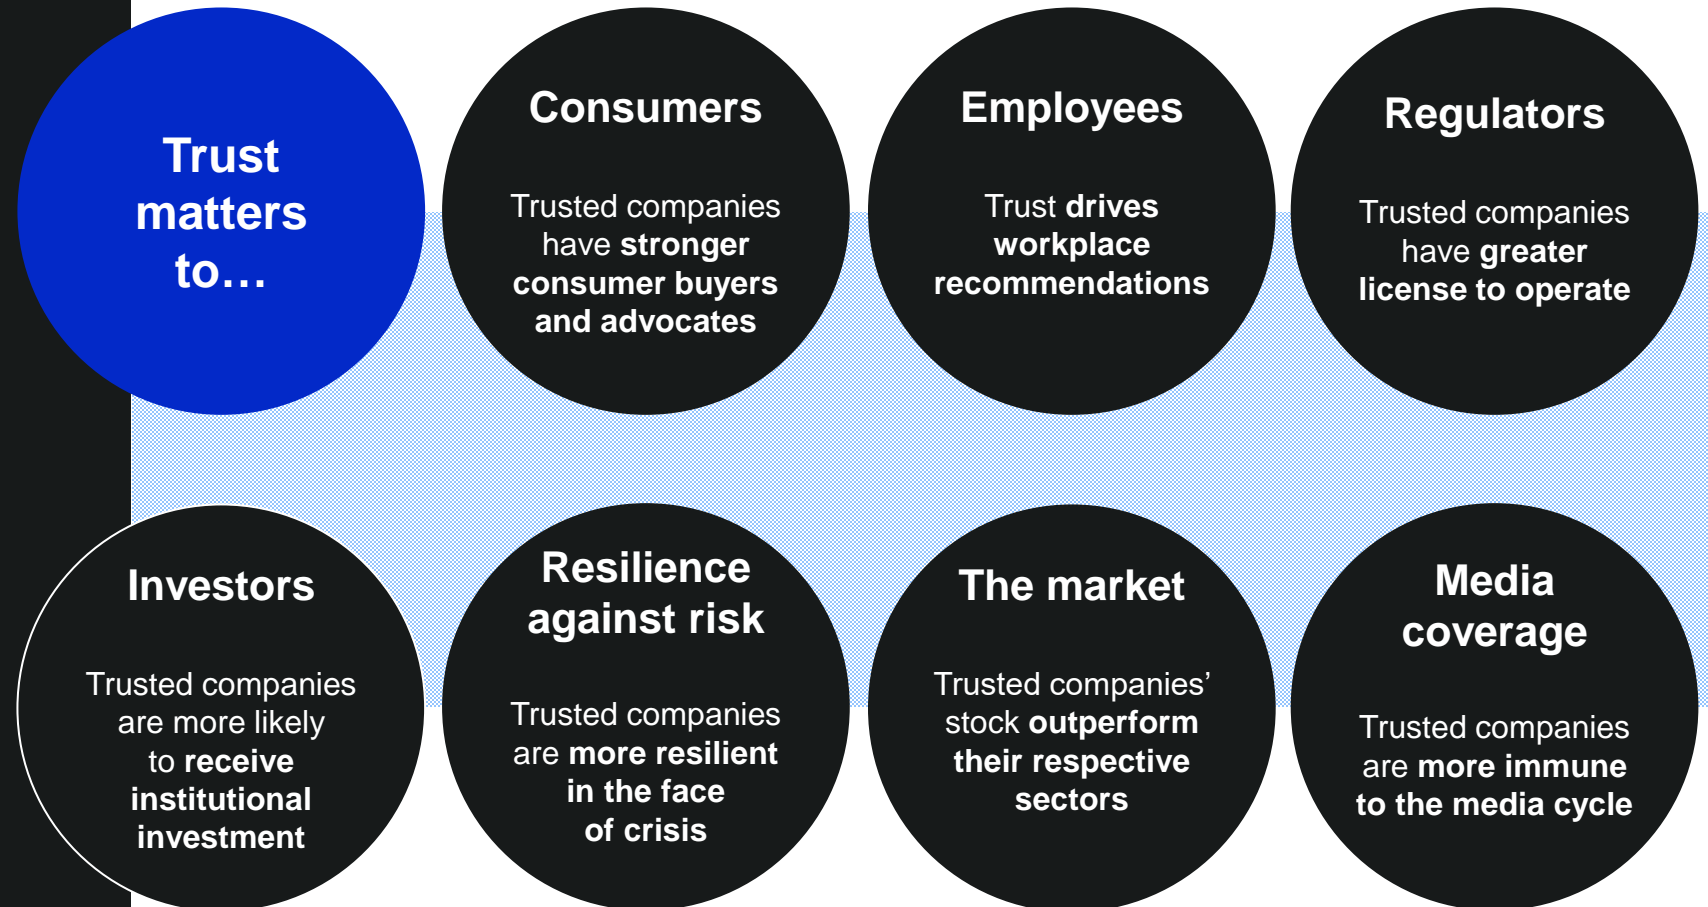 Trust
matters
to…
Consumers
Trusted companies
have stronger
consumer buyers
and advocates
Employees
Trust drives
workplace
recommendations
Regulators
Trusted companies
have greater
license to operate
Investors
Trusted companies
are more likely
to receive
institutional
investment
Resilience
against risk
Trusted companies
are more resilient
in the face
of crisis
The market
Trusted companies’
stock outperform
their respective
sectors
Media
coverage
Trusted companies
are more immune
to the media cycle